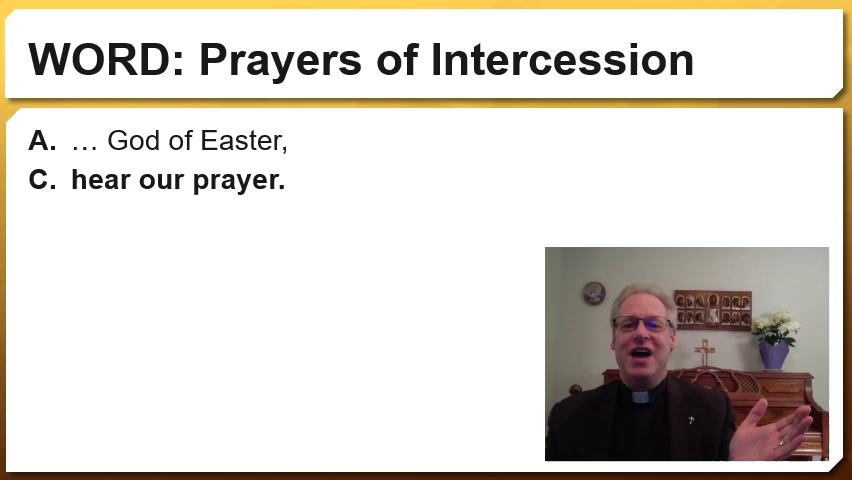 WORD: Prayers of Intercession
A. … God of Easter,
C. hear our prayer.